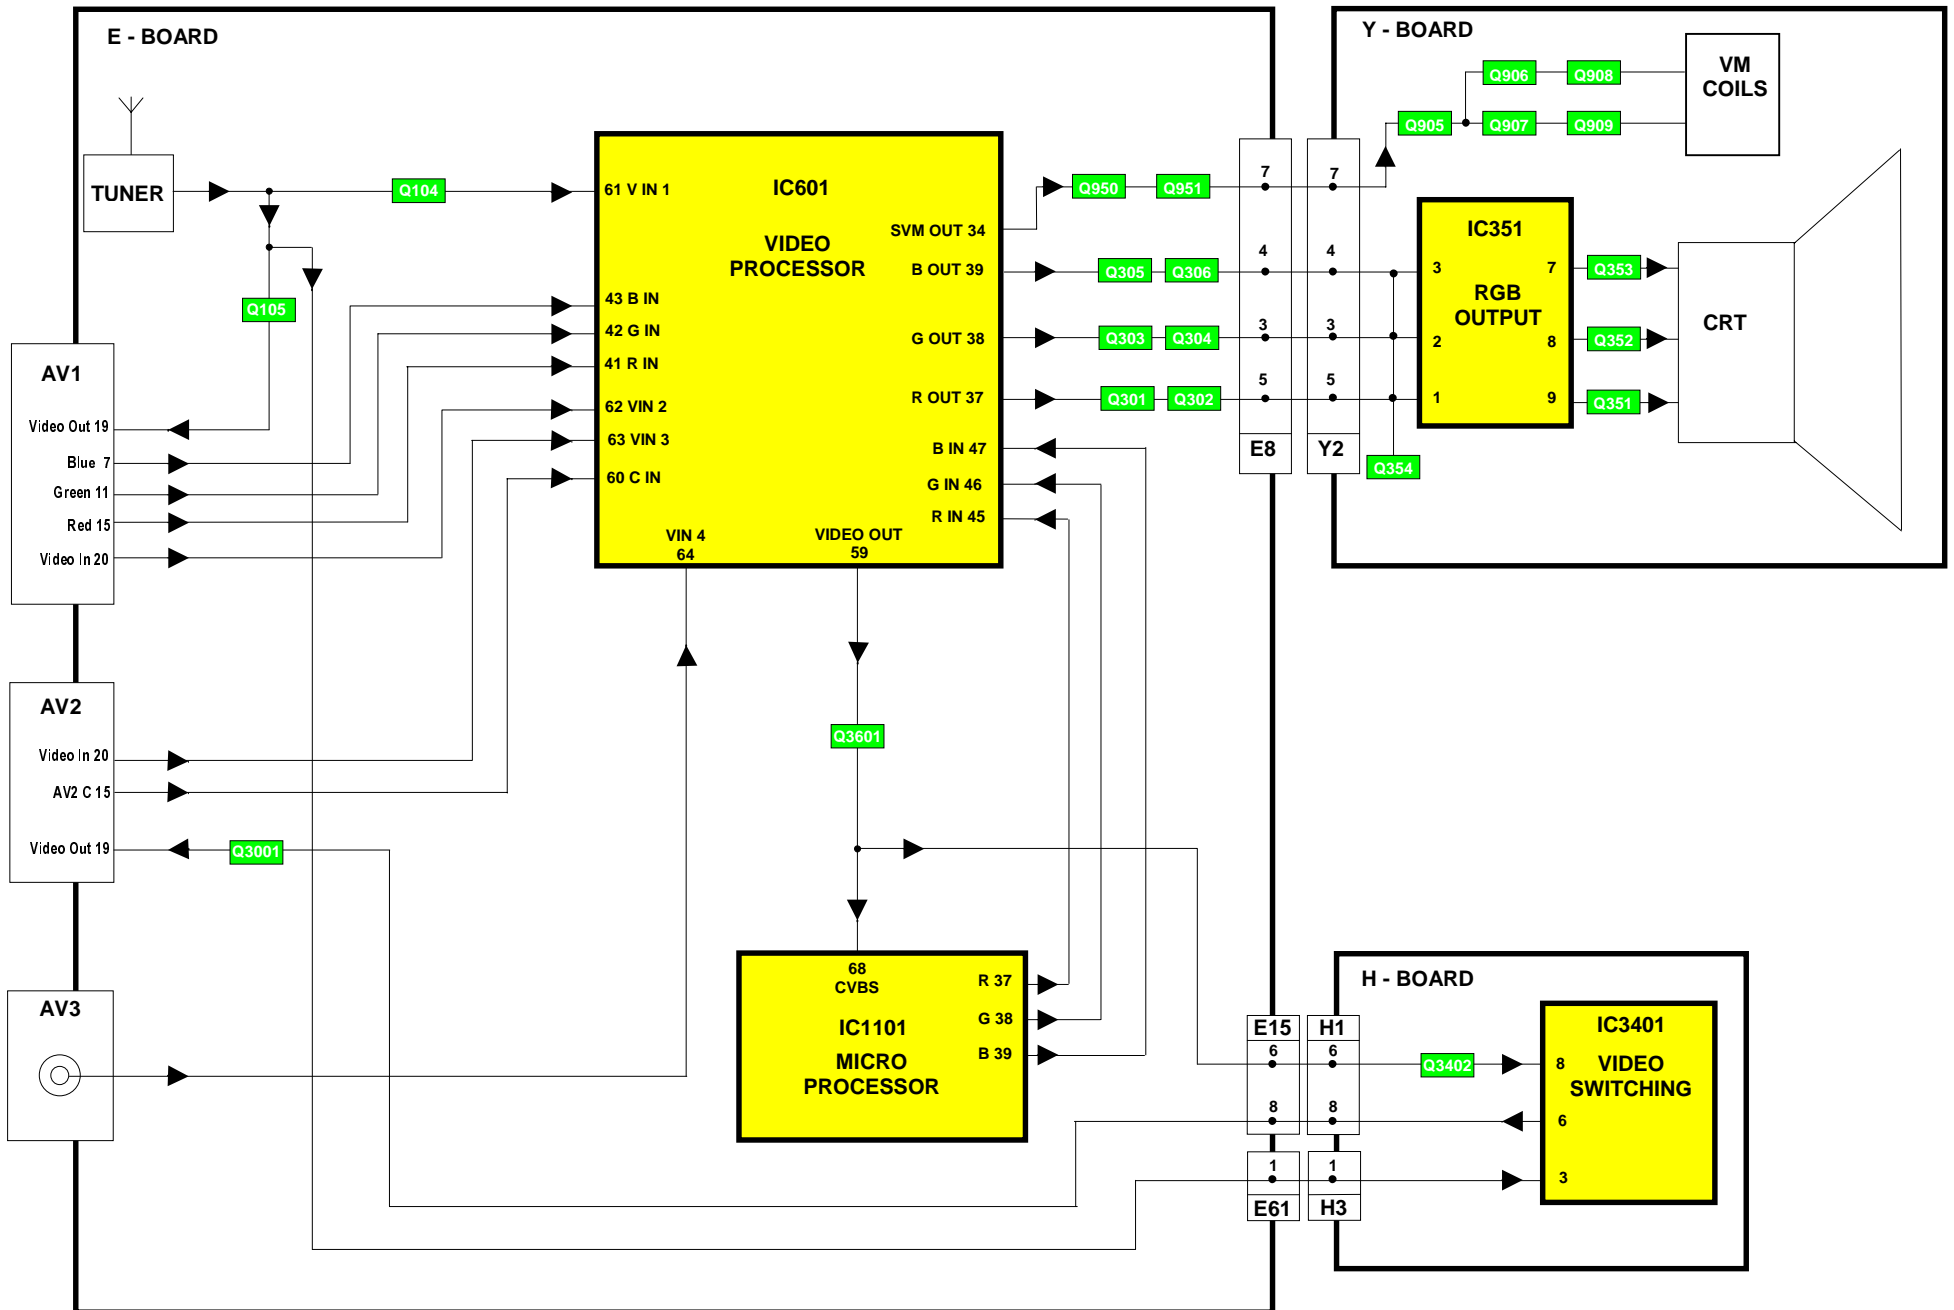 E - BOARD
TUNER
Q104
Q105
AV1
Video Out 19
Blue 7
Green 11
Red 15
Video In 20
AV2
Video In 20
AV2 C 15
Video Out 19
Q3001
AV3
61 V IN 1
IC601
VIDEO
PROCESSOR
43 B IN
42 G IN
41 R IN
62 VIN 2
63 VIN 3
60 C IN
VIN 4
64
VIDEO OUT
59
SVM OUT 34
B OUT 39
G OUT 38
R OUT 37
B IN 47
G IN 46
R IN 45
Q950
Q951
Q305
Q306
Q303
Q304
Q301
Q302
7
4
3
5
E8
7
4
3
5
Y2
Q3601
68
CVBS
R 37
G 38
B 39
IC1101
MICRO
PROCESSOR
Y - BOARD
Q906
Q908
Q905
Q907
Q909
VM
COILS
IC351
RGB
OUTPUT
3
2
1
7
8
9
Q353
Q352
Q351
Q354
CRT
H - BOARD
E15
6
8
1
E61
H1
6
8
1
H3
Q3402
IC3401
VIDEO
SWITCHING
8
6
3